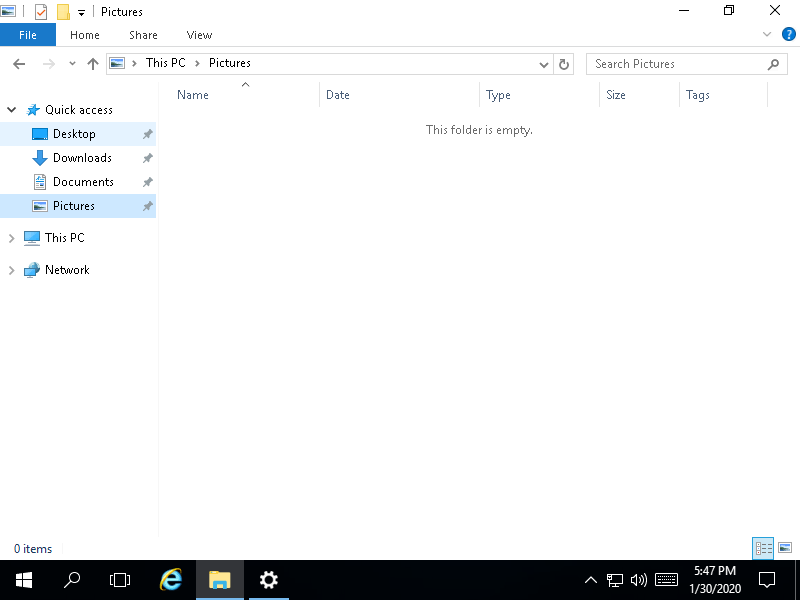 Pictures
File Home Share View
This PC Pictures Search Pictures
Name Date Type Size Tags
Quick access
This folder is empty.
Desktop
Downloads
Documents
Pictures
This PC
Network
0 items
5:47 PM
1/30/2020